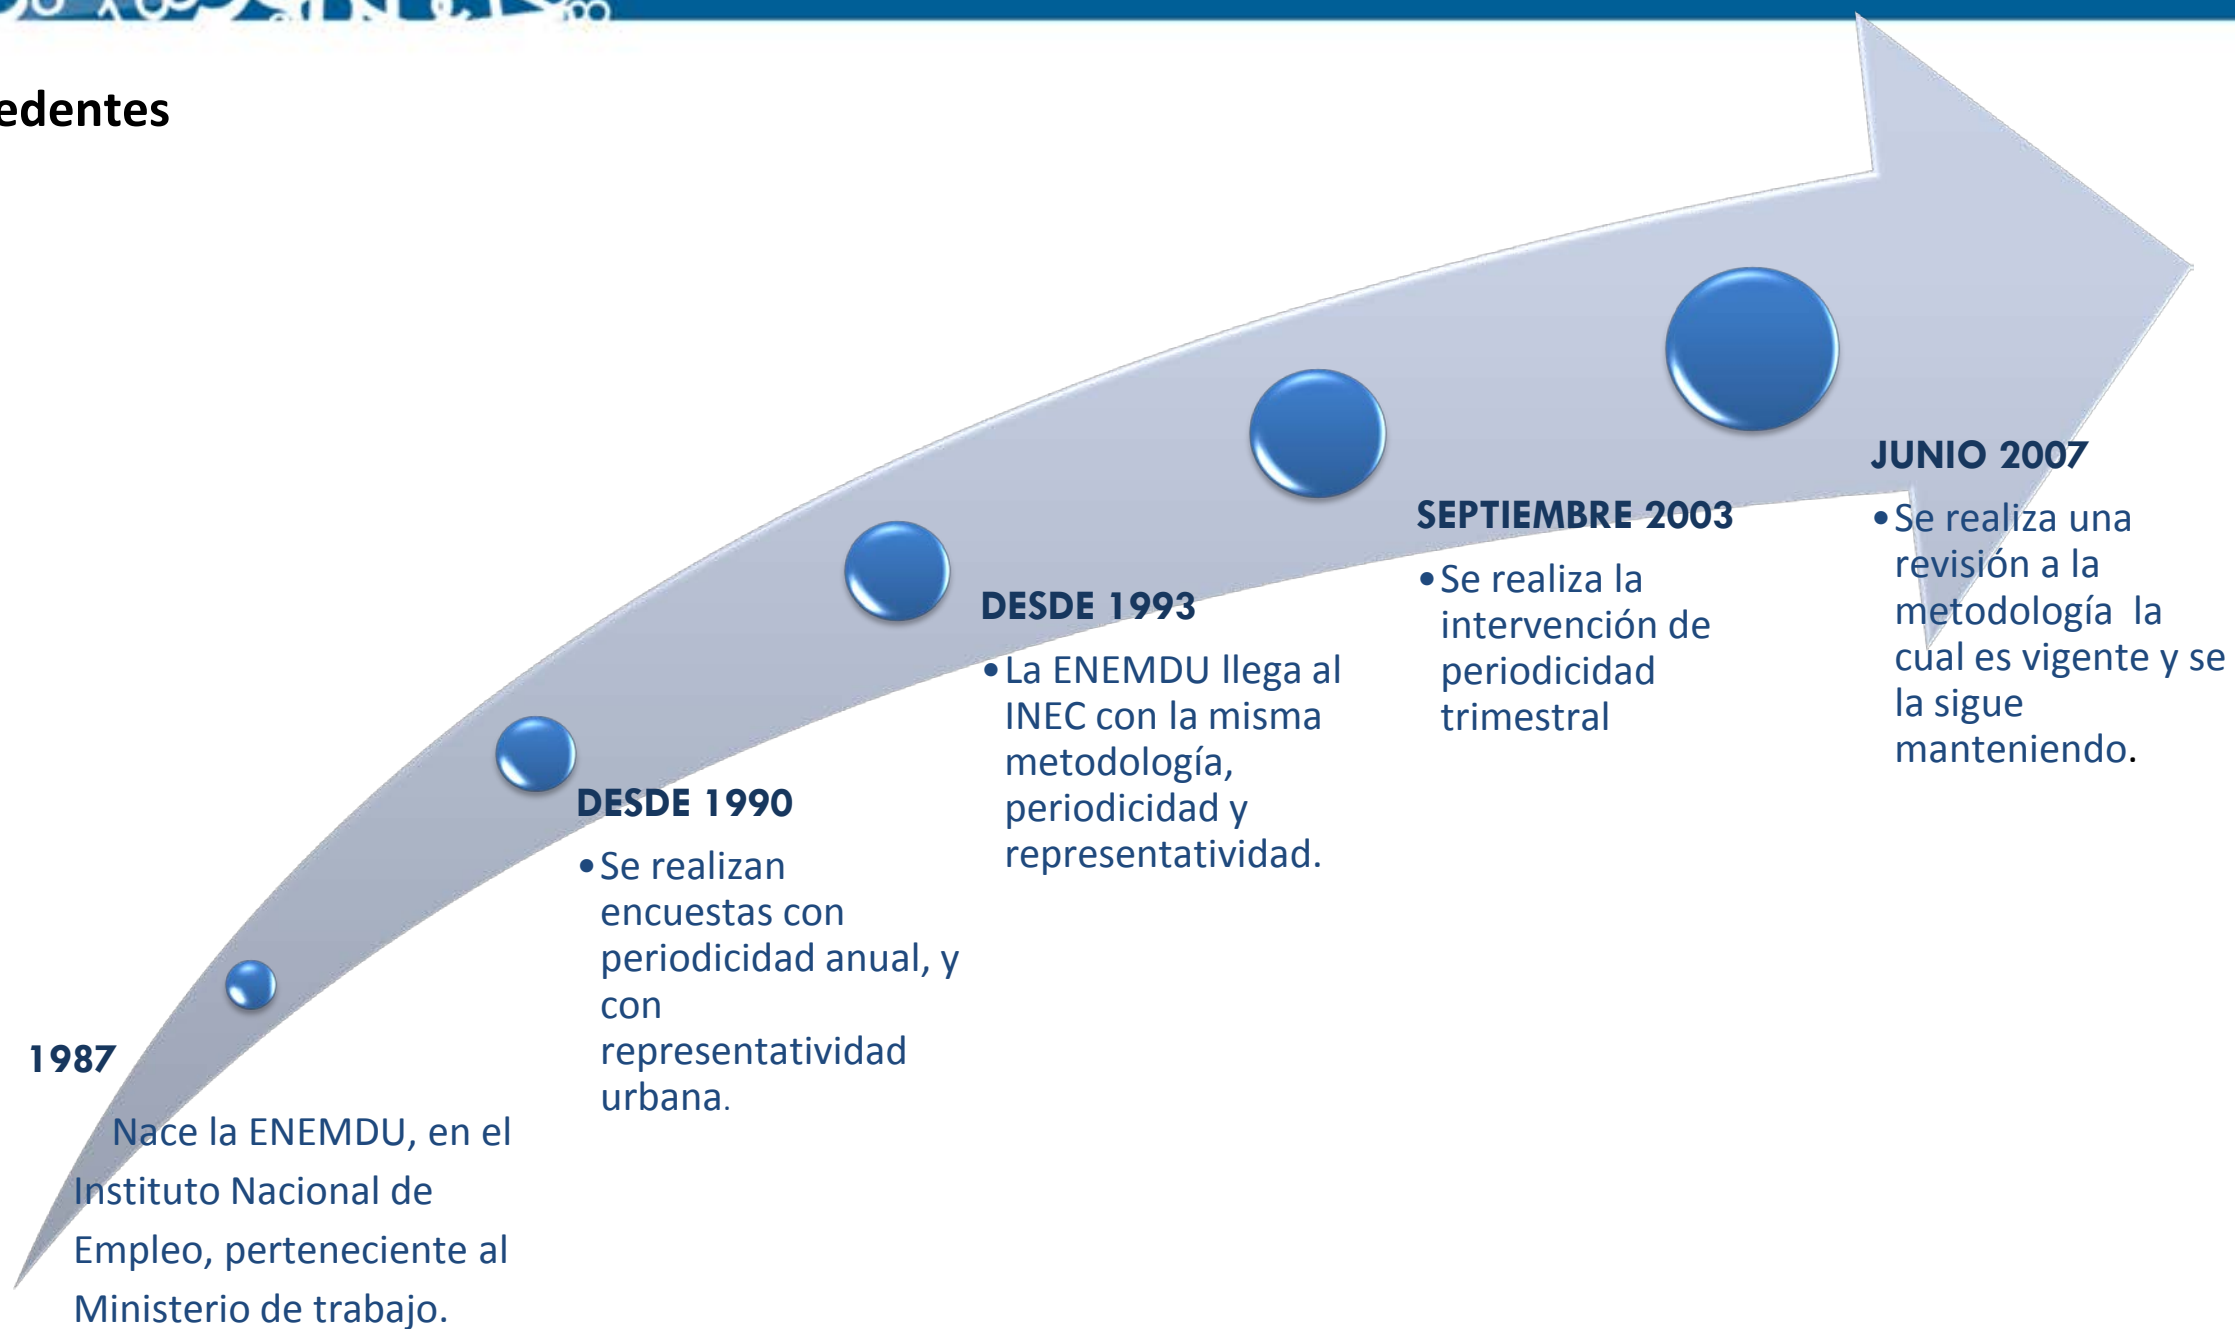 edentes
1987
Nace la ENEMDU, en el
Instituto Nacional de
Empleo, perteneciente al
Ministerio de trabajo.
DESDE 1990
•Se realizan
encuestas con
periodicidad anual, y
con
representatividad
urbana.
DESDE 1993
•La ENEMDU llega al
INEC con la misma
metodología,
periodicidad y
representatividad.
SEPTIEMBRE 2003
•Se realiza la
intervención de
periodicidad
trimestral
JUNIO 2007
•Se realiza una
revisión a la
metodología  la
cual es vigente y se
la sigue
manteniendo.